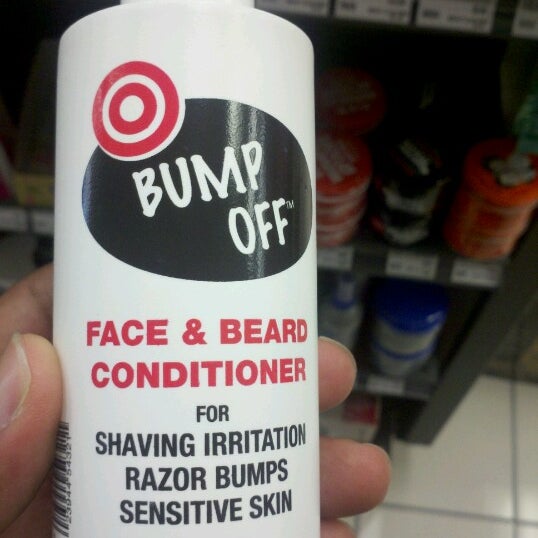 BUMP
OFF™
FACE & BEARD
CONDITIONER
FOR
SHAVING IRRITATION
RAZOR BUMPS
SENSITIVE SKIN